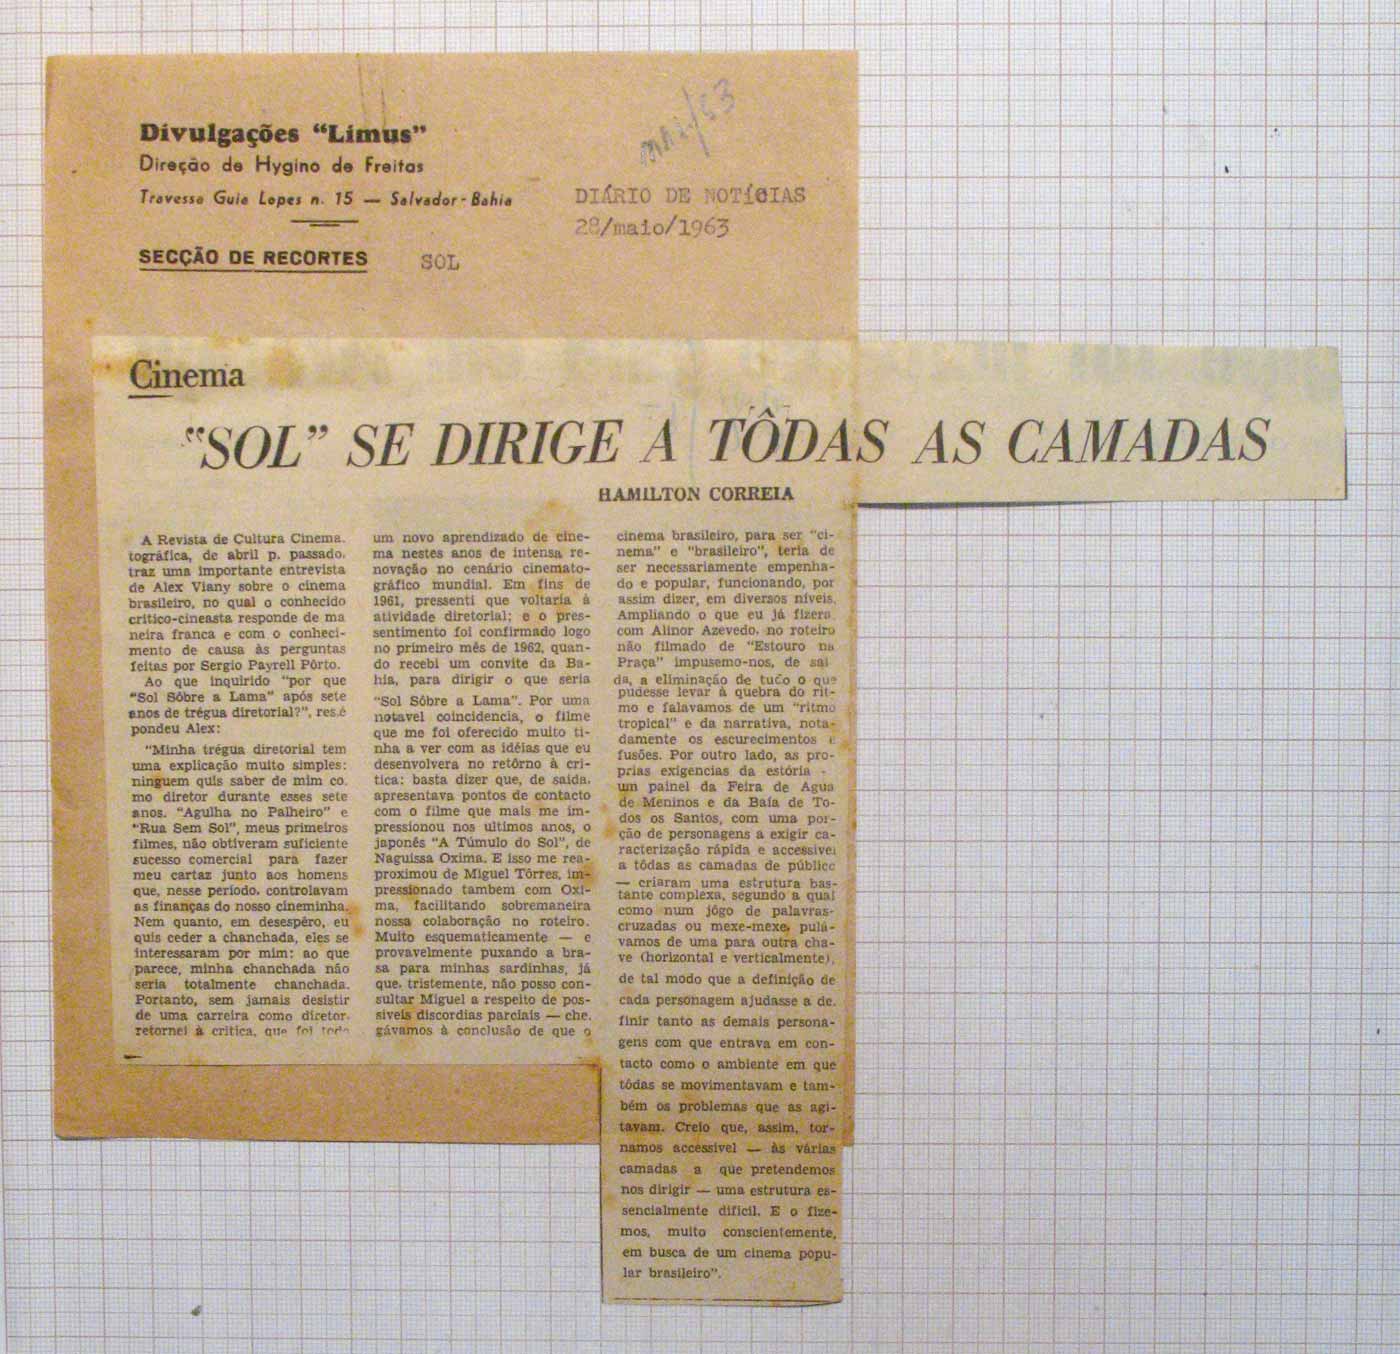 Divulgações "Limus"
Direção de Hygino de Freitas
Travessa Guia Lopes n. 15 — Salvador-Bahia
DIÁRIO DE NOTÍCIAS
28/maio/1963
SECÇÃO DE RECORTES SOL
Cinema
"SOL" SE DIRIGE A TÔDAS AS CAMADAS
HAMILTON CORREIA
A Revista de Cultura Cinema.
tográfica, de abril p. passado,
traz uma importante entrevista
de Alex Viany sobre o cinema
brasileiro, no qual o conhecido
crítico-cineasta responde de ma
neira franca e com o conheci-
mento de causa às perguntas
feitas por Sergio Payrell Pôrto.
Ao que inquirido "por que
"Sol Sôbre a Lama" após sete
anos de trégua diretorial?", res.é
pondeu Alex:
"Minha trégua diretorial tem
uma explicação muito simples:
ninguem quis saber de mim co.
mo diretor durante esses sete
anos. "Agulha no Palheiro" e
"Rua Sem Sol", meus primeiros
filmes, não obtiveram suficiente
sucesso comercial para fazer
meu cartaz junto aos homens
que, nesse período, controlavam
as finanças do nosso cineminha.
Nem quanto, em desespêro, eu
quis ceder a chanchada, eles se
interessaram por mim: ao que
parece, minha chanchada não
seria totalmente chanchada.
Portanto, sem jamais desistir
de uma carreira como diretor,
retornei à crítica, que foi todo
um novo aprendizado de cine-
ma nestes anos de intensa re-
novação no cenário cinemato-
gráfico mundial. Em fins de
1961, pressenti que voltaria à
atividade diretorial; e o pres-
sentimento foi confirmado logo
no primeiro mês de 1962, quan-
do recebi um convite da Ba-
hia, para dirigir o que seria
"Sol Sôbre a Lama". Por uma
notavel coincidencia, o filme
que me foi oferecido muito ti-
nha a ver com as idéias que eu
desenvolvera no retôrno à cri-
tica: basta dizer que, de saida,
apresentava pontos de contacto
com o filme que mais me im-
pressionou nos ultimos anos, o
japonês "A Túmulo do Sol", de
Naguissa Oxima. E isso me rea-
proximou de Miguel Tôrres, im-
pressionado tambem com Oxi-
ma, facilitando sobremaneira
nossa colaboração no roteiro.
Muito esquematicamente — e
provavelmente puxando a bra-
sa para minhas sardinhas, já
que, tristemente, não posso con-
sultar Miguel a respeito de pos-
siveis discordias parciais — che.
gávamos à conclusão de que o
cinema brasileiro, para ser "ci-
nema" e "brasileiro", teria de
ser necessariamente empenha-
do e popular, funcionando, por
assim dizer, em diversos níveis.
Ampliando o que eu já fizera
com Alinor Azevedo, no roteiro
não filmado de "Estouro na
Praça" impusemo-nos, de saí
da, a eliminação de tudo o que
pudesse levar à quebra do rit-
mo e falavamos de um "ritmo
tropical" e da narrativa, nota-
damente os escurecimentos e
fusões. Por outro lado, as pro-
prias exigencias da estória -
um painel da Feira de Agua
de Meninos e da Baía de To-
dos os Santos, com uma por-
ção de personagens a exigir ca-
racterização rápida e accessivel
a tôdas as camadas de público
— criaram uma estrutura bas-
tante complexa, segundo a qual
como num jôgo de palavras-
cruzadas ou mexe-mexe, pulá-
vamos de uma para outra cha-
ve (horizontal e verticalmente),
de tal modo que a definição de
cada personagem ajudasse a de.
finir tanto as demais persona-
gens com que entrava em con-
tacto como o ambiente em que
tôdas se movimentavam e tam-
bém os problemas que as agi-
tavam. Creio que, assim, tor-
namos accessivel — às várias
camadas a que pretendemos
nos dirigir — uma estrutura es-
sencialmente dificil. E o fize-
mos, muito conscientemente,
em busca de um cinema popu-
lar brasileiro".